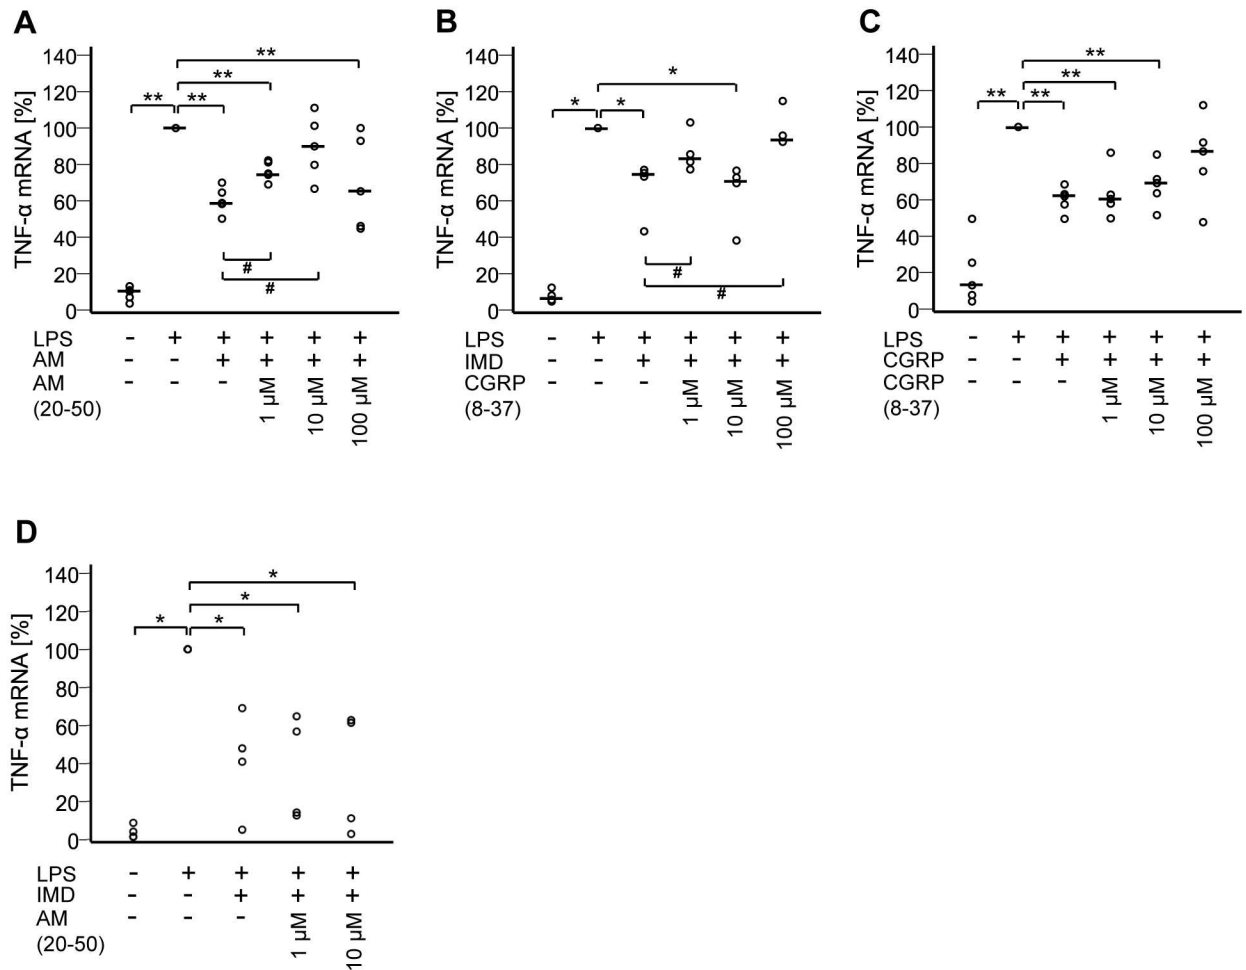 A
140
120
100
80
60
40
20
0
TNF-α mRNA [%]
** ** ** **
#
#
LPS - + + + + +
AM - - + + + +
AM - - - 1 µM 10 µM 100 µM
(20-50)
B
140
120
100
80
60
40
20
0
TNF-α mRNA [%]
* * *
#
#
LPS - + + + + +
IMD - - + + + +
CGRP - - - 1 µM 10 µM 100 µM
(8-37)
C
140
120
100
80
60
40
20
0
TNF-α mRNA [%]
** ** ** **
LPS - + + + + +
CGRP - - + + + +
CGRP - - - 1 µM 10 µM 100 µM
(8-37)
D
140
120
100
80
60
40
20
0
TNF-α mRNA [%]
* * * *
LPS - + + + +
IMD - - + + +
AM - - - 1 µM 10 µM
(20-50)